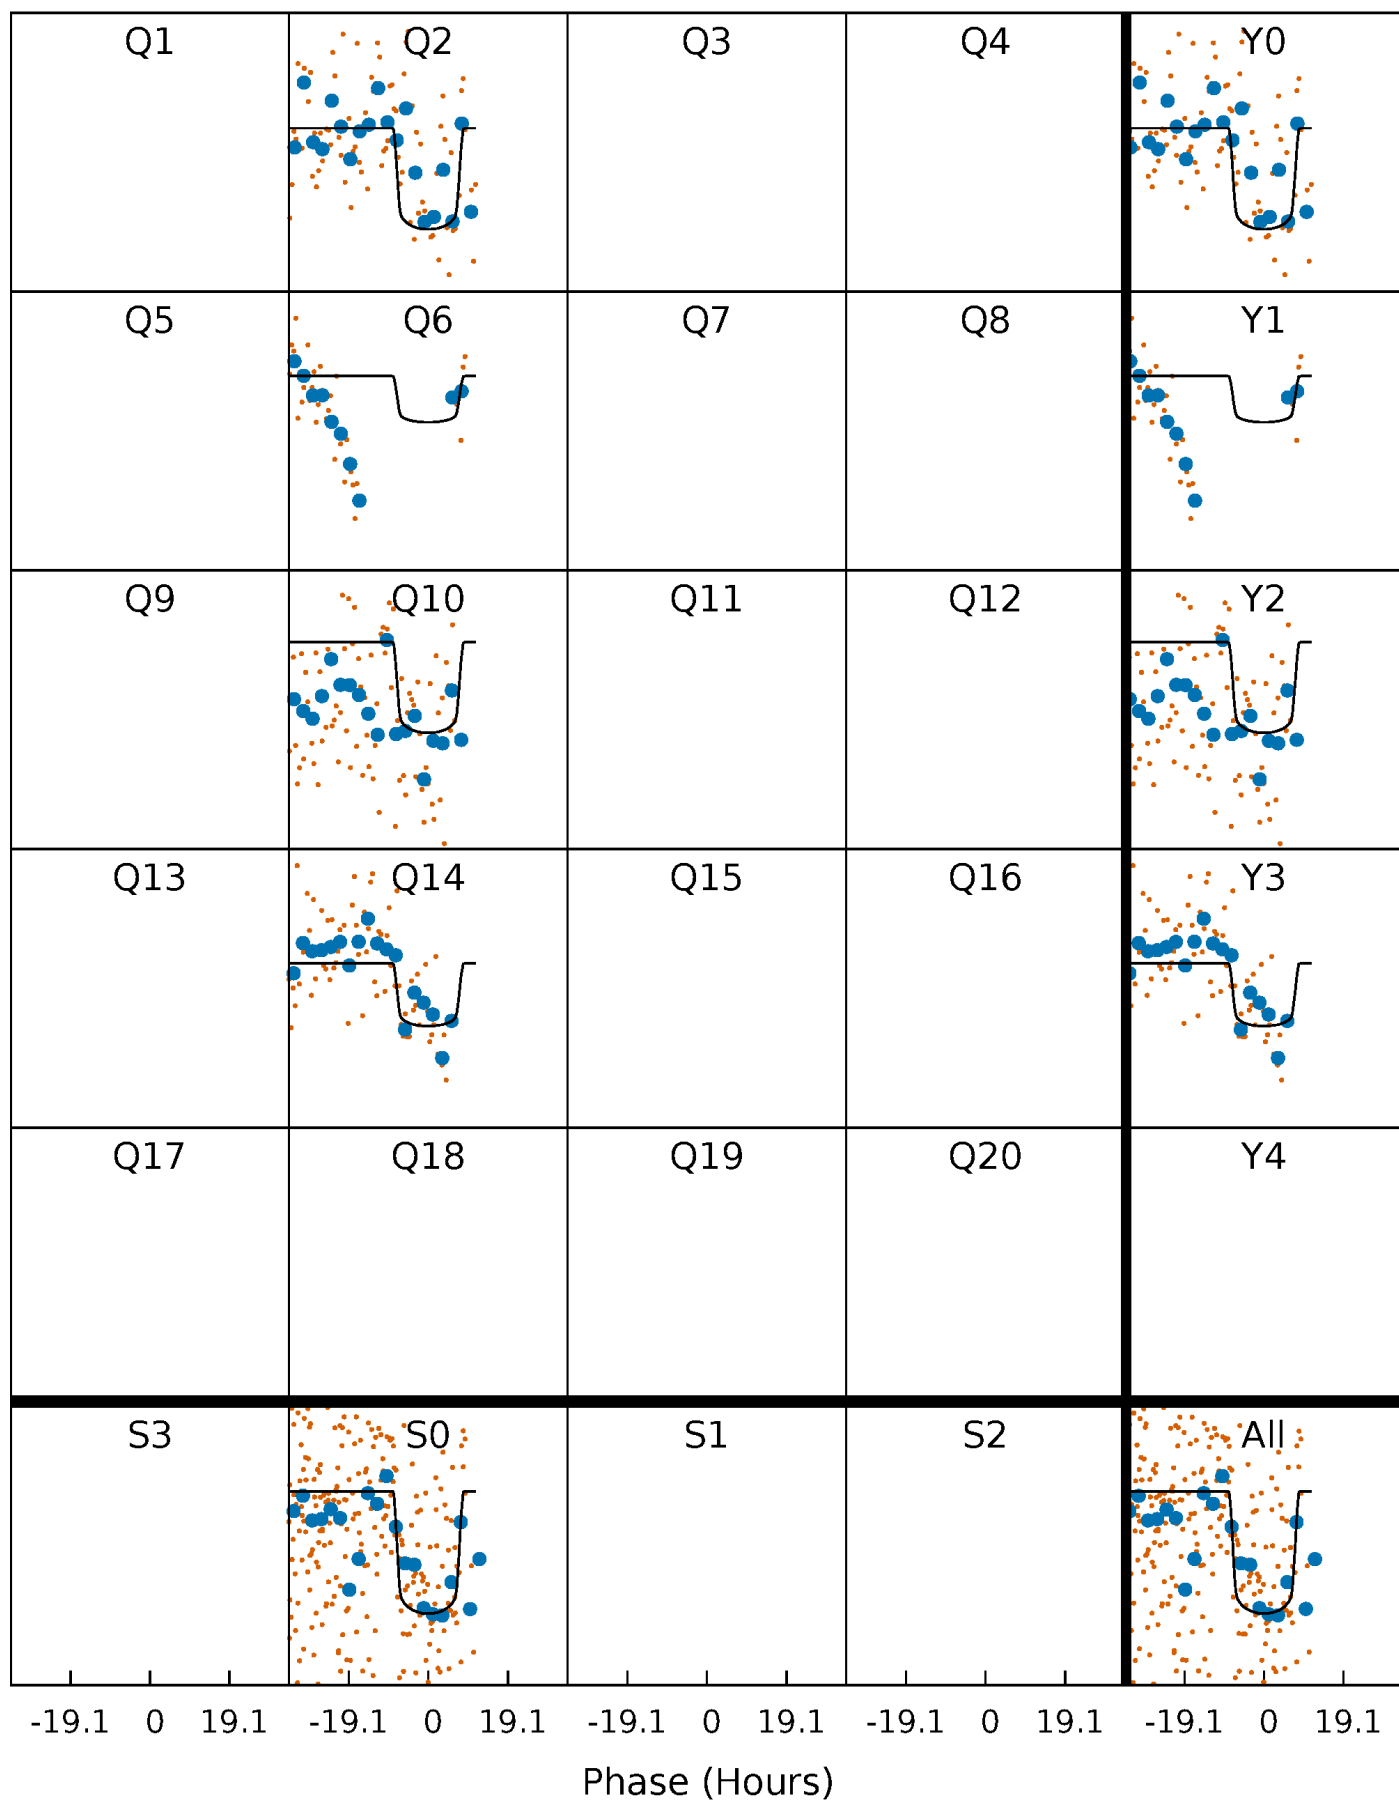 Q1 Q2 Q3 Q4 Y0
Q5 Q6 Q7 Q8 Y1
Q9 Q10 Q11 Q12 Y2
Q13 Q14 Q15 Q16 Y3
Q17 Q18 Q19 Q20 Y4
S3 S0 S1 S2 All
-19.1 0 19.1 -19.1 0 19.1 -19.1 0 19.1 -19.1 0 19.1 -19.1 0 19.1
Phase (Hours)